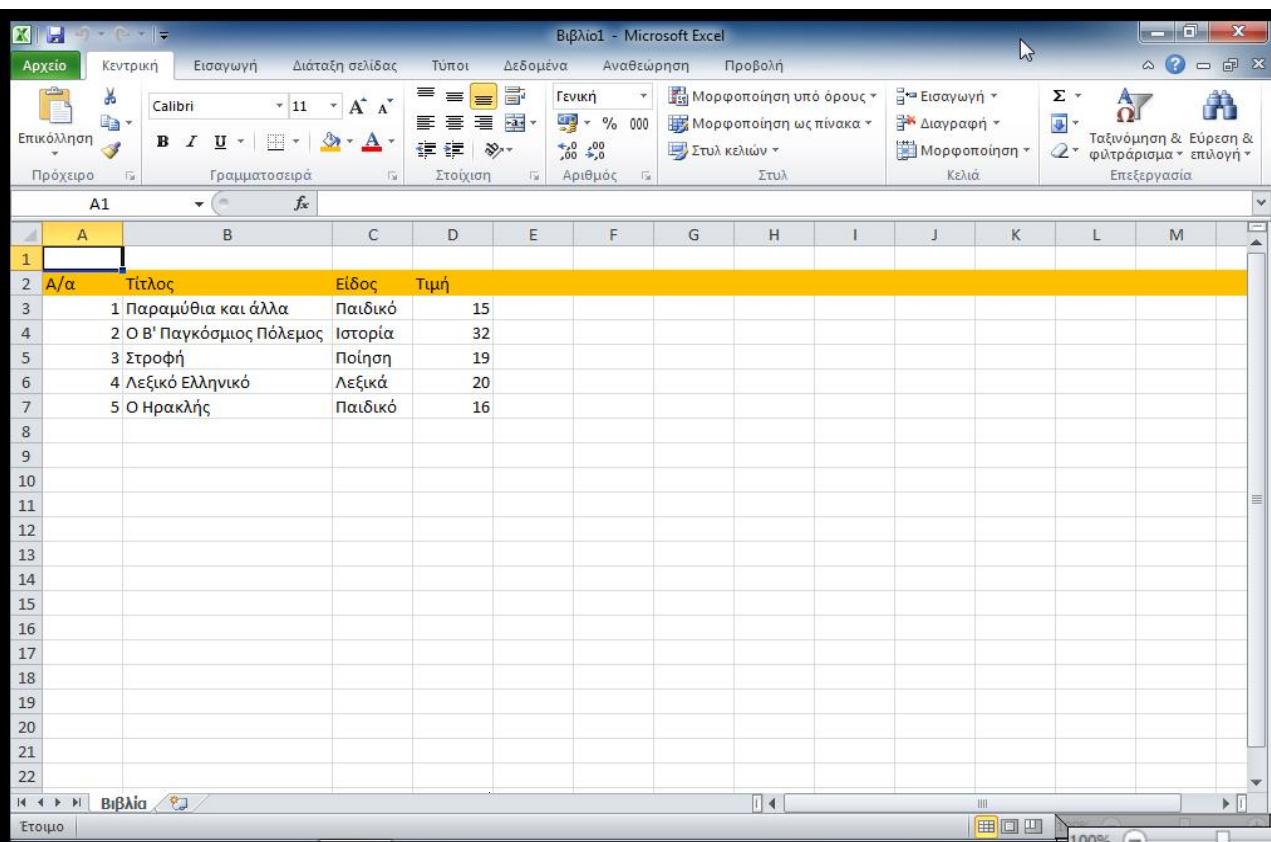 Βιβλίο1 - Microsoft Excel
Αρχείο Κεντρική Εισαγωγή Διάταξη σελίδας Τύποι Δεδομένα Αναθεώρηση Προβολή
Calibri 11 A A Γενική Μορφοποίηση υπό όρους Εισαγωγή Σ
Επικόλληση B I U A % 000 Μορφοποίηση ως πίνακα Διαγραφή Ταξινόμηση & φιλτράρισμα Εύρεση & επιλογή
Στυλ κελιών Μορφοποίηση
Πρόχειρο Γραμματοσειρά Στοίχιση Αριθμός Στυλ Κελιά Επεξεργασία
A1 fx
A B C D E F G H I J K L M
1
2 Α/α Τίτλος Είδος Τιμή
3 1 Παραμύθια και άλλα Παιδικό 15
4 2 Ο Β' Παγκόσμιος Πόλεμος Ιστορία 32
5 3 Στροφή Ποίηση 19
6 4 Λεξικό Ελληνικό Λεξικά 20
7 5 Ο Ηρακλής Παιδικό 16
8
9
10
11
12
13
14
15
16
17
18
19
20
21
22
Βιβλία
Έτοιμο 100%